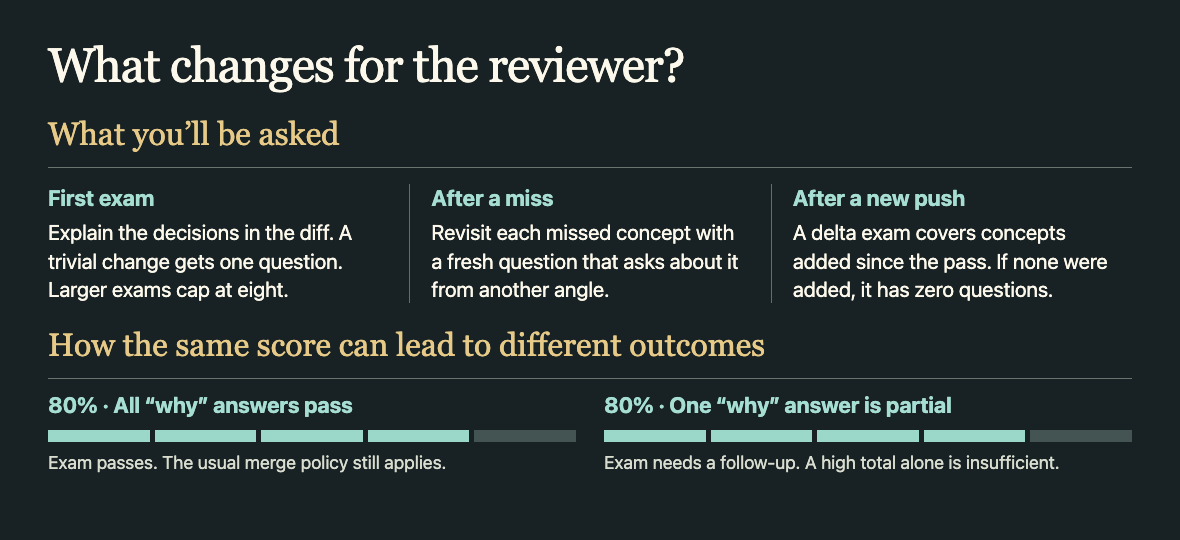 What changes for the reviewer?
What you’ll be asked
First exam
Explain the decisions in the diff. A
trivial change gets one question.
Larger exams cap at eight.
After a miss
Revisit each missed concept with
a fresh question that asks about it
from another angle.
After a new push
A delta exam covers concepts
added since the pass. If none were
added, it has zero questions.
How the same score can lead to different outcomes
80% · All “why” answers pass
Exam passes. The usual merge policy still applies.
80% · One “why” answer is partial
Exam needs a follow-up. A high total alone is insufficient.